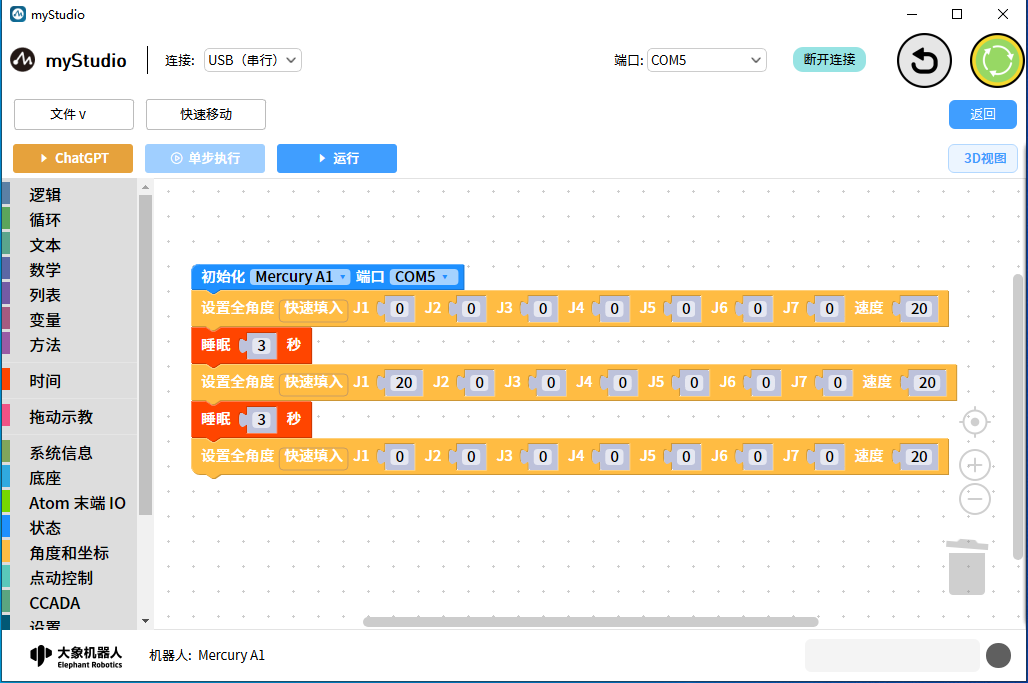 myStudio
myStudio 连接: USB（串行） 端口: COM5 断开连接
文件 ∨ 快速移动 返回
ChatGPT 单步执行 运行 3D视图
逻辑
循环
文本
数学
列表
变量
方法
时间
拖动示教
系统信息
底座
Atom 末端 IO
状态
角度和坐标
点动控制
CCADA
设置
初始化 Mercury A1 端口 COM5
设置全角度 快速填入 J1 0 J2 0 J3 0 J4 0 J5 0 J6 0 J7 0 速度 20
睡眠 3 秒
设置全角度 快速填入 J1 20 J2 0 J3 0 J4 0 J5 0 J6 0 J7 0 速度 20
睡眠 3 秒
设置全角度 快速填入 J1 0 J2 0 J3 0 J4 0 J5 0 J6 0 J7 0 速度 20
大象机器人
Elephant Robotics
机器人: Mercury A1